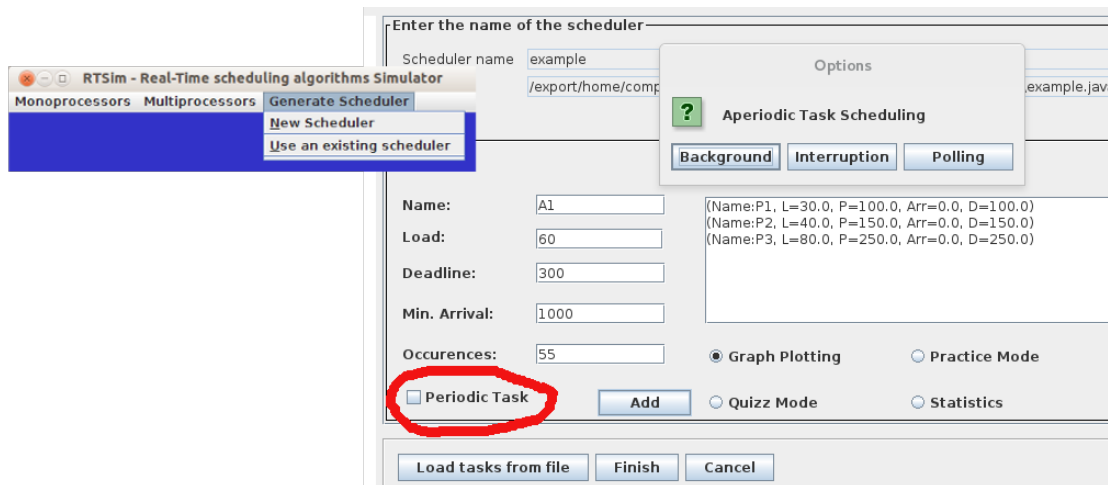 RTSim - Real-Time scheduling algorithms Simulator
Monoprocessors Multiprocessors Generate Scheduler
New Scheduler
Use an existing scheduler
Enter the name of the scheduler
Scheduler name example
/export/home/comp
example.jav
Options
? Aperiodic Task Scheduling
Background Interruption Polling
Name: A1
Load: 60
Deadline: 300
Min. Arrival: 1000
Occurences: 55
(Name:P1, L=30.0, P=100.0, Arr=0.0, D=100.0)
(Name:P2, L=40.0, P=150.0, Arr=0.0, D=150.0)
(Name:P3, L=80.0, P=250.0, Arr=0.0, D=250.0)
Graph Plotting Practice Mode
Periodic Task Add Quizz Mode Statistics
Load tasks from file Finish Cancel